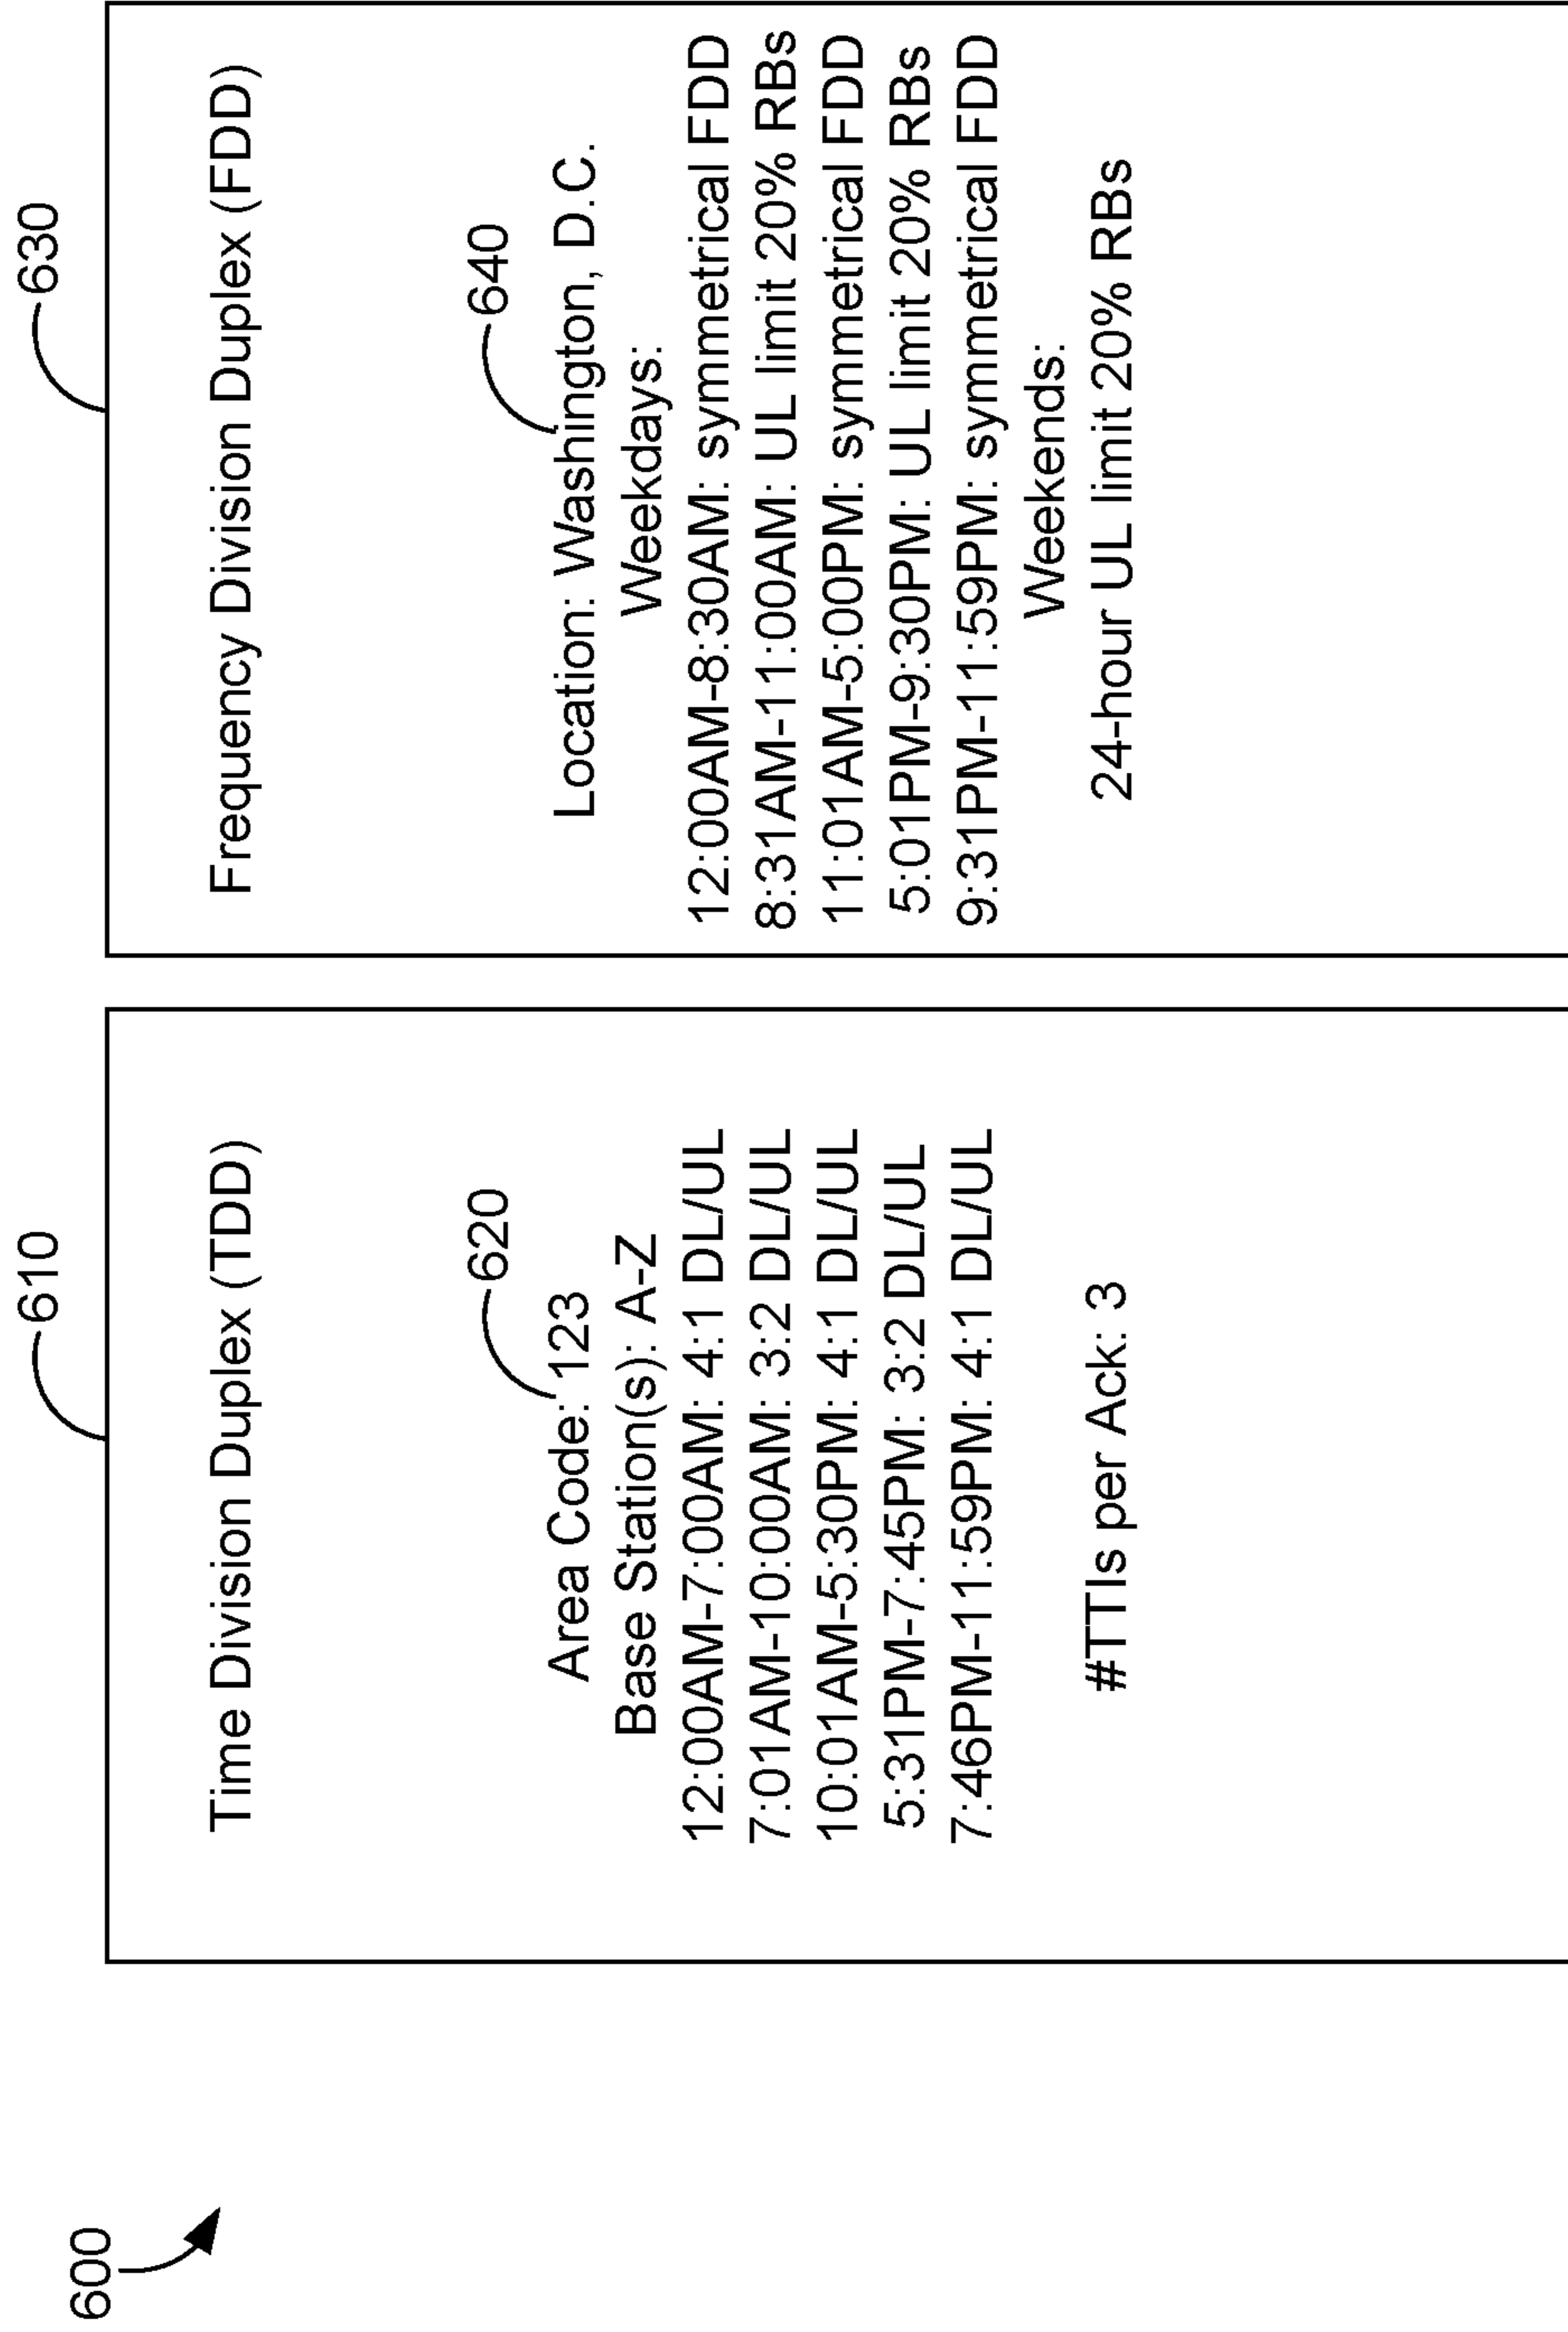 600
610
Time Division Duplex (TDD)
620
Area Code: 123
Base Station(s): A-Z
12:00AM-7:00AM: 4:1 DL/UL
7:01AM-10:00AM: 3:2 DL/UL
10:01AM-5:30PM: 4:1 DL/UL
5:31PM-7:45PM: 3:2 DL/UL
7:46PM-11:59PM: 4:1 DL/UL
#TTIs per Ack: 3
630
Frequency Division Duplex (FDD)
640
Location: Washington, D.C.
Weekdays:
12:00AM-8:30AM: symmetrical FDD
8:31AM-11:00AM: UL limit 20% RBs
11:01AM-5:00PM: symmetrical FDD
5:01PM-9:30PM: UL limit 20% RBs
9:31PM-11:59PM: symmetrical FDD
Weekends:
24-hour UL limit 20% RBs